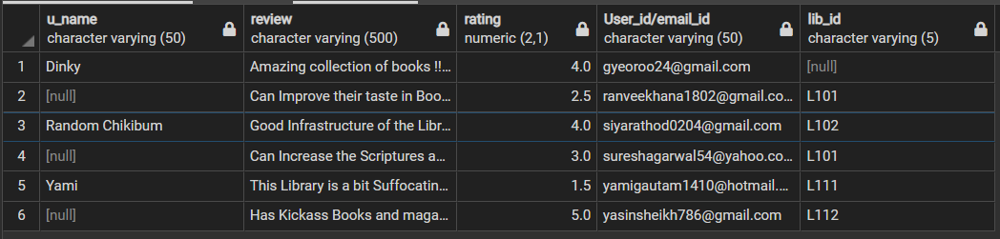 u_name review rating User_id/email_id lib_id
character varying (50) character varying (500) numeric (2,1) character varying (50) character varying (5)
1 Dinky Amazing collection of books !!... 4.0 gyeoroo24@gmail.com [null]
2 [null] Can Improve their taste in Boo... 2.5 ranveekhana1802@gmail.co... L101
3 Random Chikibum Good Infrastructure of the Libr... 4.0 siyarathod0204@gmail.com L102
4 [null] Can Increase the Scriptures a... 3.0 sureshagarwal54@yahoo.co... L101
5 Yami This Library is a bit Suffocatin... 1.5 yamigautam1410@hotmail.... L111
6 [null] Has Kickass Books and maga... 5.0 yasinsheikh786@gmail.com L112